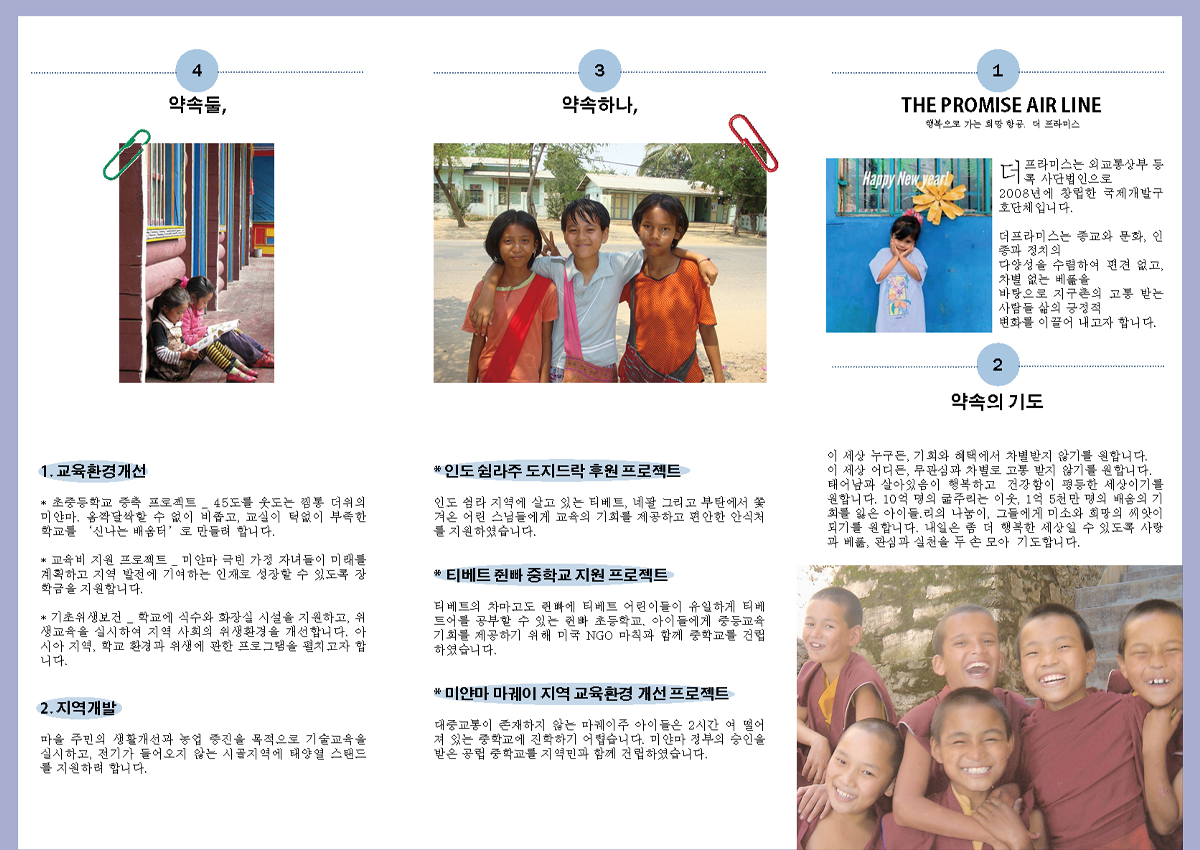 4
약속둘,
1. 교육환경개선
* 초중등학교 증축 프로젝트 _ 45도를 웃도는 찜통 더위의
미얀마. 옴짝달싹할 수 없이 비좁고, 교실이 턱없이 부족한
학교를 ‘신나는 배움터’로 만들려 합니다.
* 교육비 지원 프로젝트 _ 미얀마 극빈 가정 자녀들이 미래를
계획하고 지역 발전에 기여하는 인재로 성장할 수 있도록 장
학금을 지원합니다.
* 기초위생보건 _ 학교에 식수와 화장실 시설을 지원하고, 위
생교육을 실시하여 지역 사회의 위생환경을 개선합니다. 아
시아 지역, 학교 환경과 위생에 관한 프로그램을 펼치고자 합
니다.
2. 지역개발
마을 주민의 생활개선과 농업 증진을 목적으로 기술교육을
실시하고, 전기가 들어오지 않는 시골지역에 태양열 스탠드
를 지원하려 합니다.
3
약속하나,
* 인도 쉼라주 도지드락 후원 프로젝트
인도 쉼라 지역에 살고 있는 티베트, 네팔 그리고 부탄에서 쫓
겨온 어린 스님들에게 교육의 기회를 제공하고 편안한 안식처
를 지원하였습니다.
* 티베트 쥔빠 중학교 지원 프로젝트
티베트의 차마고도 쥔빠에 티베트 어린이들이 유일하게 티베
트어를 공부할 수 있는 쥔빠 초등학교, 아이들에게 중등교육
기회를 제공하기 위해 미국 NGO 마칙과 함께 중학교를 건립
하였습니다.
* 미얀마 마궤이 지역 교육환경 개선 프로젝트
대중교통이 존재하지 않는 마궤이주 아이들은 2시간 여 떨어
져 있는 중학교에 진학하기 어렵습니다. 미얀마 정부의 승인을
받은 공립 중학교를 지역민과 함께 건립하였습니다.
1
THE PROMISE AIR LINE
행복으로 가는 희망 항공. 더 프라미스
Happy New year!
더프라미스는 외교통상부 등
록 사단법인으로
2008년에 창립한 국제개발구
호단체입니다.
더프라미스는 종교와 문화, 인
종과 정치의
다양성을 수렴하여 편견 없고,
차별 없는 베풂을
바탕으로 지구촌의 고통 받는
사람들 삶의 긍정적
변화를 이끌어 내고자 합니다.
2
약속의 기도
이 세상 누구든, 기회와 혜택에서 차별받지 않기를 원합니다.
이 세상 어디든, 무관심과 차별로 고통 받지 않기를 원합니다.
태어남과 살아있음이 행복하고 건강함이 평등한 세상이기를
원합니다. 10억 명의 굶주리는 이웃, 1억 5천만 명의 배움의 기
회를 잃은 아이들.리의 나눔이, 그들에게 미소와 희망의 씨앗이
되기를 원합니다. 내일은 좀 더 행복한 세상일 수 있도록 사랑
과 베풂, 관심과 실천을 두 손 모아 기도합니다.